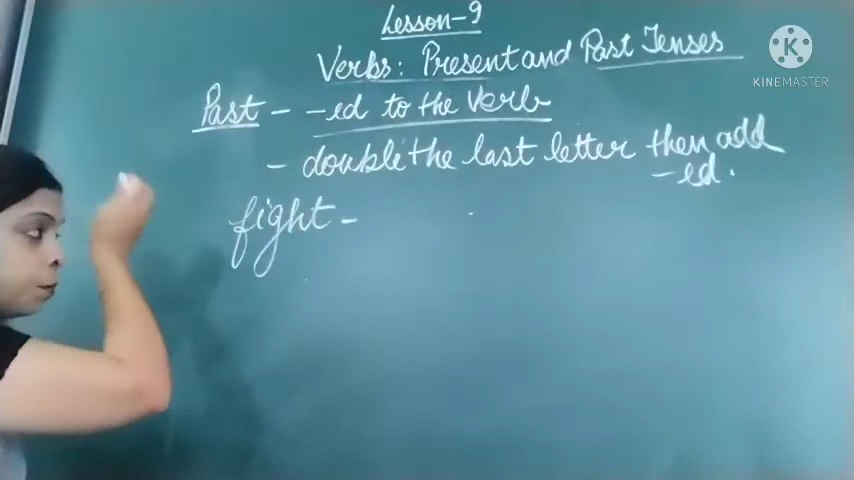 Lesson-9
Verbs: Present and Past Tenses
Past - -ed to the verb
- double the last letter then add
-ed.
fight -
K
KINEMASTER